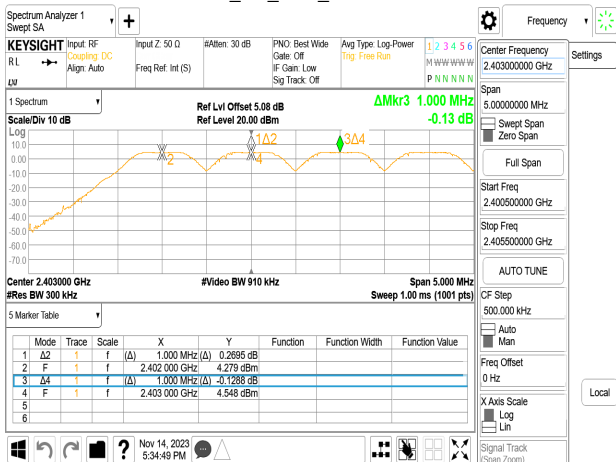 Spectrum Analyzer 1
Swept SA
Frequency
KEYSIGHT
Input: RF
Input Z: 50 Ω
#Atten: 30 dB
PNO: Best Wide
Avg Type: Log-Power
1 2 3 4 5 6
R L
Coupling: DC
Gate: Off
Trig: Free Run
M W W W W W
Align: Auto
Freq Ref: Int (S)
IF Gain: Low
Sig Track: Off
P N N N N N
1 Spectrum
Ref Lvl Offset 5.08 dB
ΔMkr3 1.000 MHz
Scale/Div 10 dB
Ref Level 20.00 dBm
-0.13 dB
Log
10.0
0.00
-10.0
-20.0
-30.0
-40.0
-50.0
-60.0
-70.0
2
1Δ2
4
3Δ4
Center 2.403000 GHz
#Video BW 910 kHz
Span 5.000 MHz
#Res BW 300 kHz
Sweep 1.00 ms (1001 pts)
5 Marker Table
Mode Trace Scale X Y Function Function Width Function Value
1 Δ2 1 f (Δ) 1.000 MHz (Δ) 0.2695 dB
2 F 1 f 2.402 000 GHz 4.279 dBm
3 Δ4 1 f (Δ) 1.000 MHz (Δ) -0.1288 dB
4 F 1 f 2.403 000 GHz 4.548 dBm
5
6
Nov 14, 2023
5:34:49 PM
Center Frequency
2.403000000 GHz
Settings
Span
5.00000000 MHz
Swept Span
Zero Span
Full Span
Start Freq
2.400500000 GHz
Stop Freq
2.405500000 GHz
AUTO TUNE
CF Step
500.000 kHz
Auto
Man
Freq Offset
0 Hz
Local
X Axis Scale
Log
Lin
Signal Track
(Span Zoom)